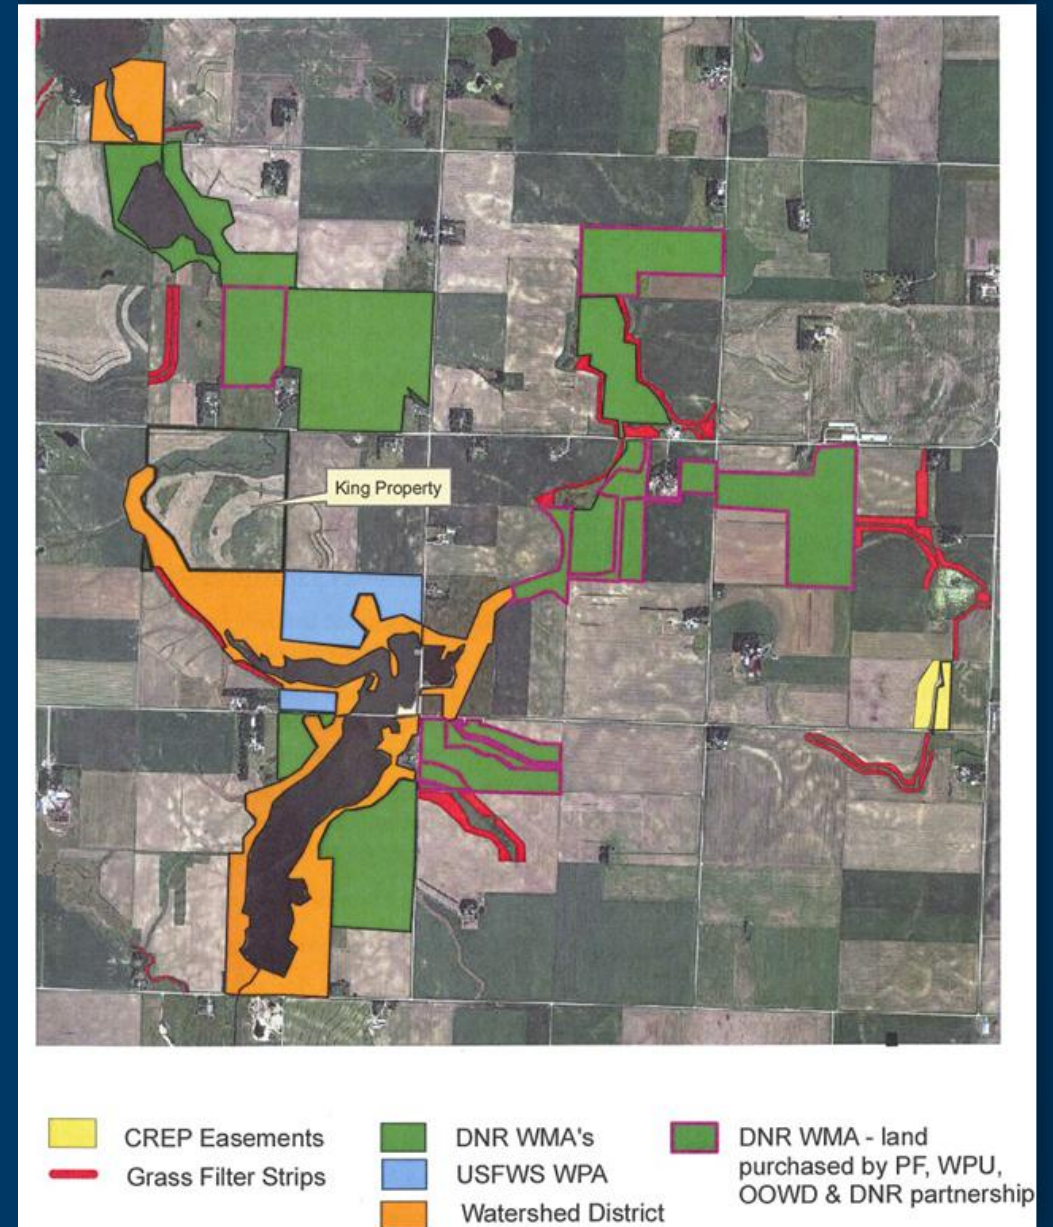 King Property
CREP Easements
Grass Filter Strips
DNR WMA's
USFWS WPA
Watershed District
DNR WMA - land
purchased by PF, WPU,
OOWD & DNR partnership